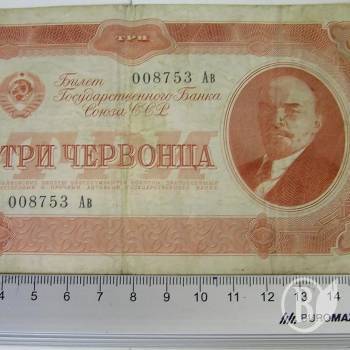 ТРИ
Билет 008753 Ав
Государственного Банка
Союза ССР
ТРИ ЧЕРВОНЦА
008753 Ав
4 5 6 7 8 9 10 11 12 13 14
BUROMAX